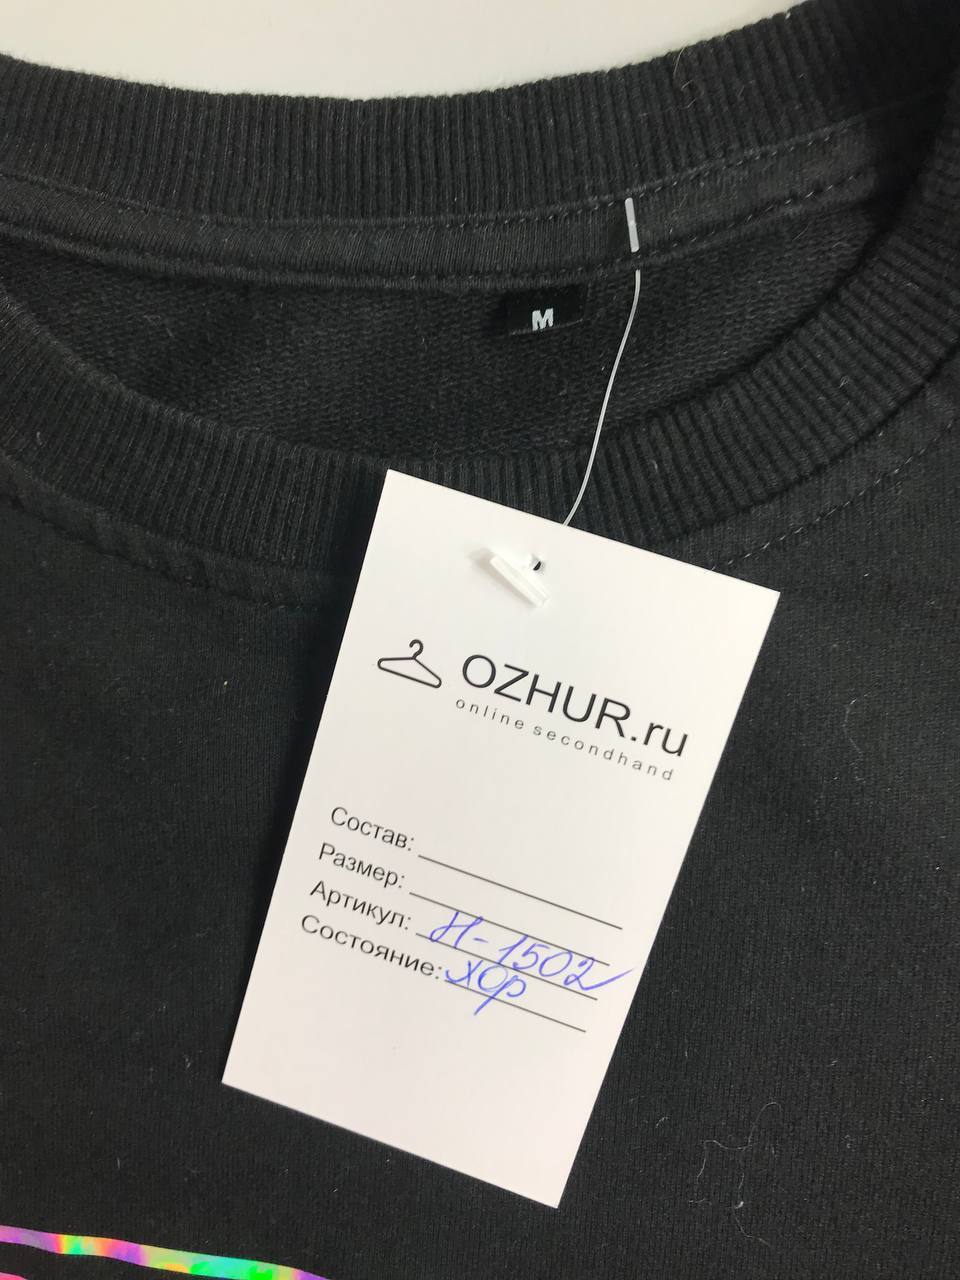 M
OZHUR.ru
online secondhand
Состав:
Размер:
Артикул: Н-1502
Состояние: хор